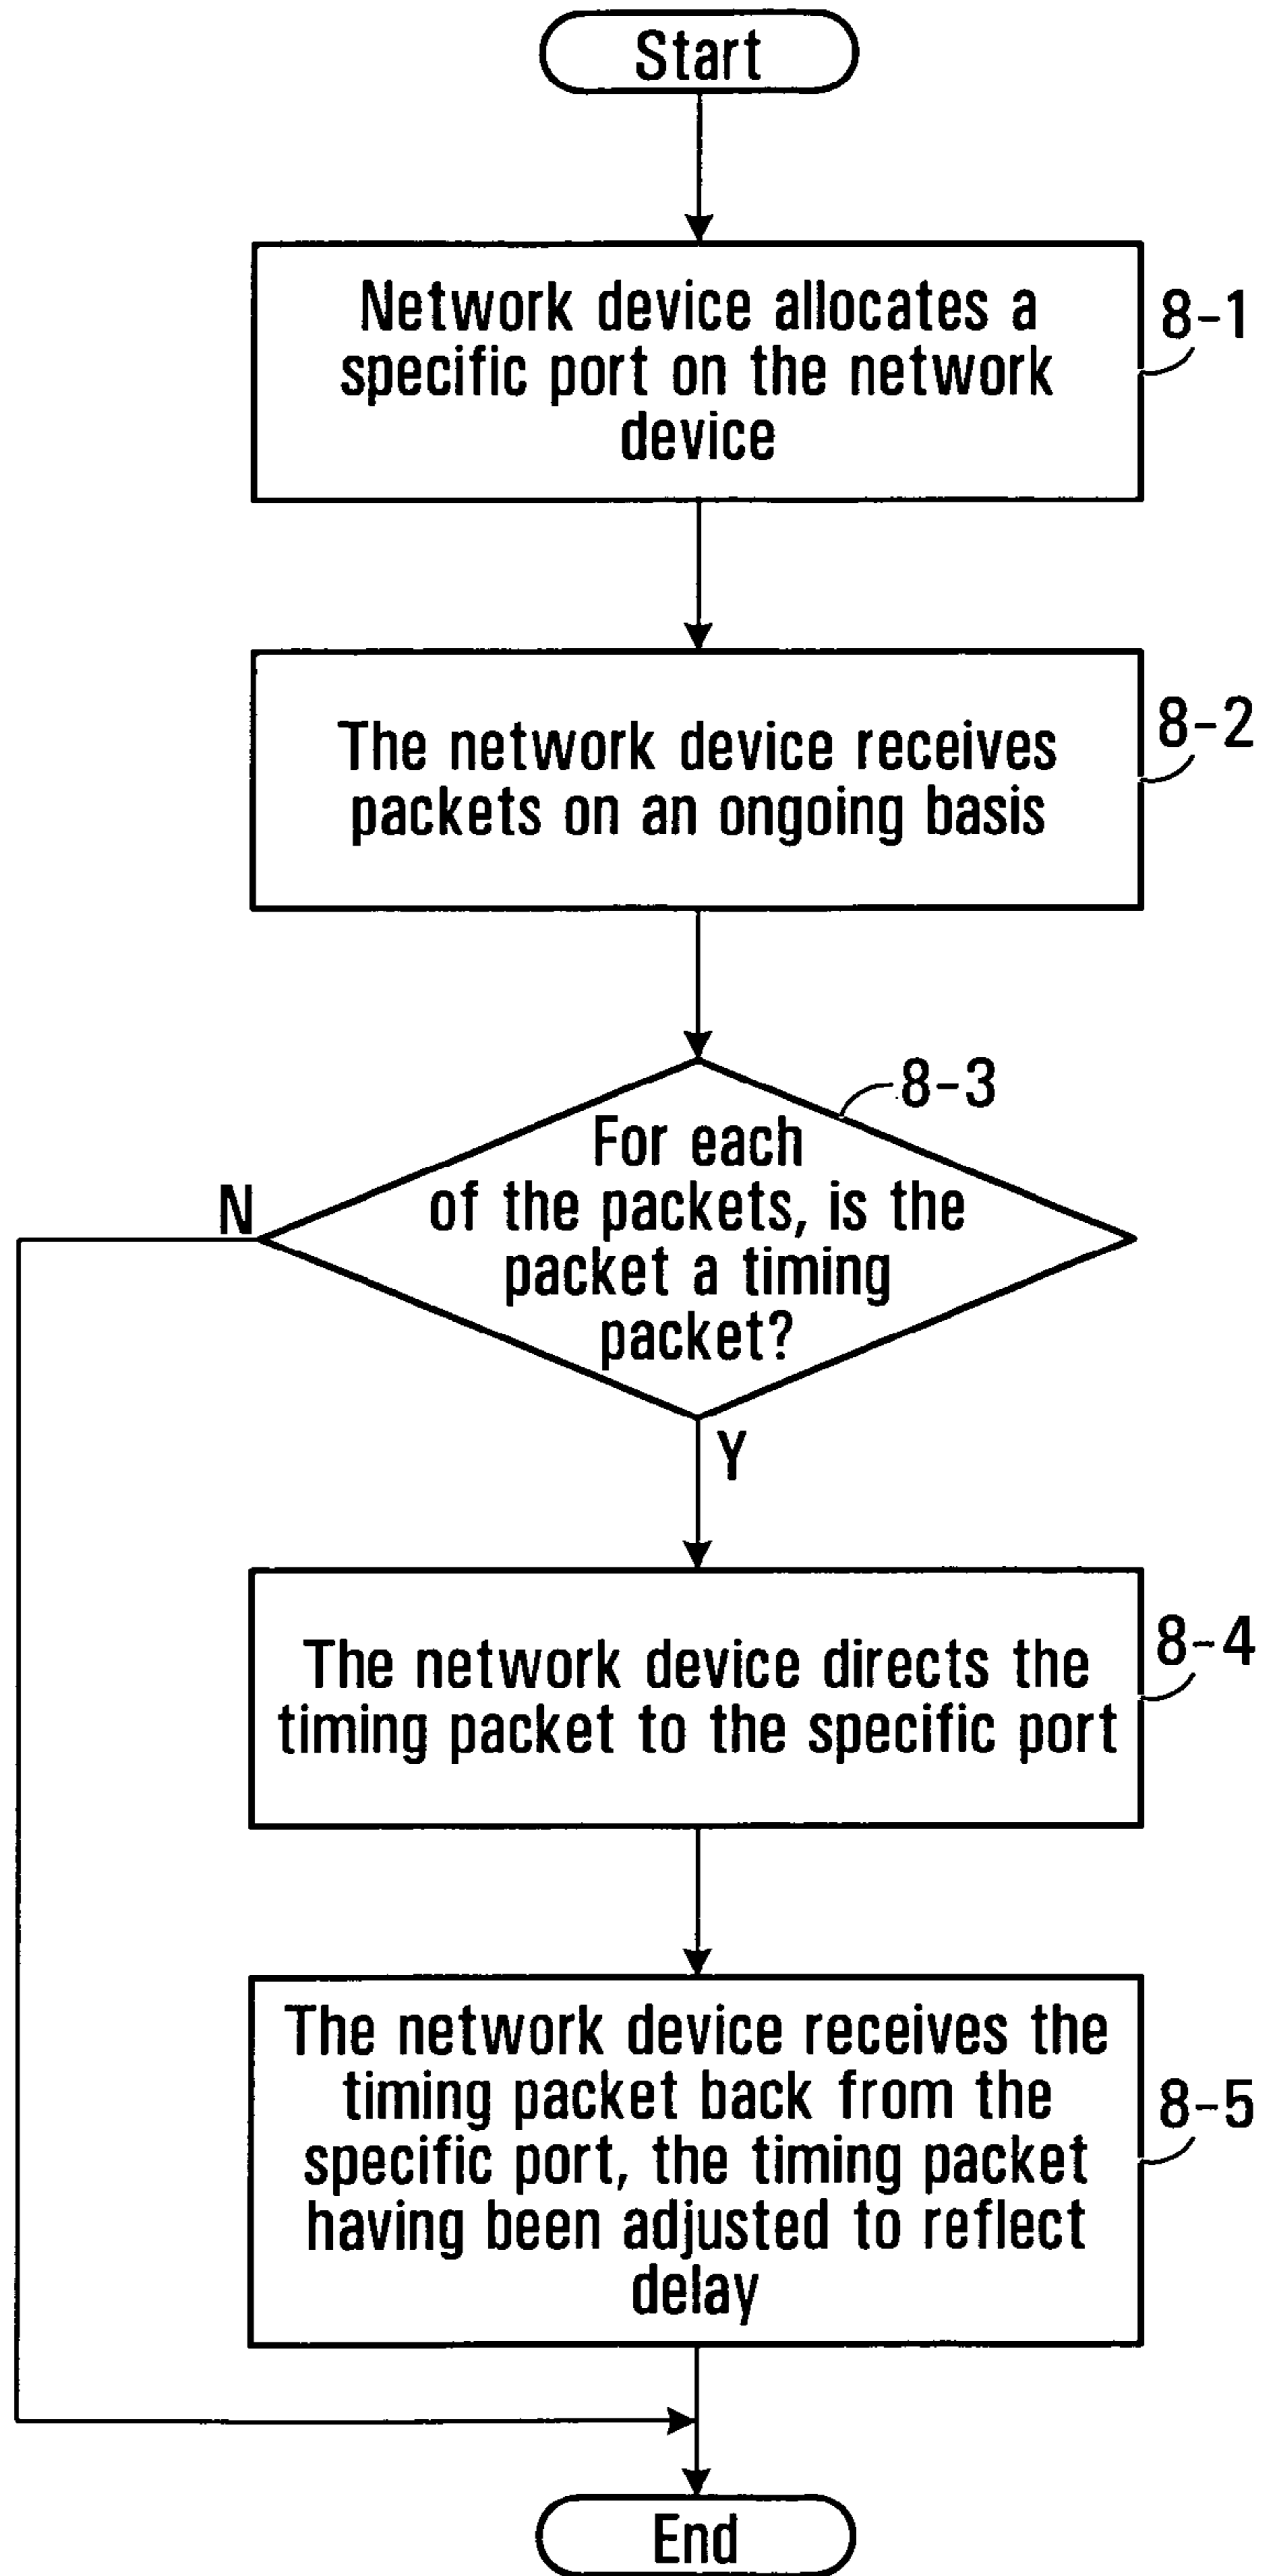 Start
Network device allocates a
specific port on the network
device
8-1
The network device receives
packets on an ongoing basis
8-2
8-3
For each
of the packets, is the
packet a timing
packet?
N
Y
The network device directs the
timing packet to the specific port
8-4
The network device receives the
timing packet back from the
specific port, the timing packet
having been adjusted to reflect
delay
8-5
End